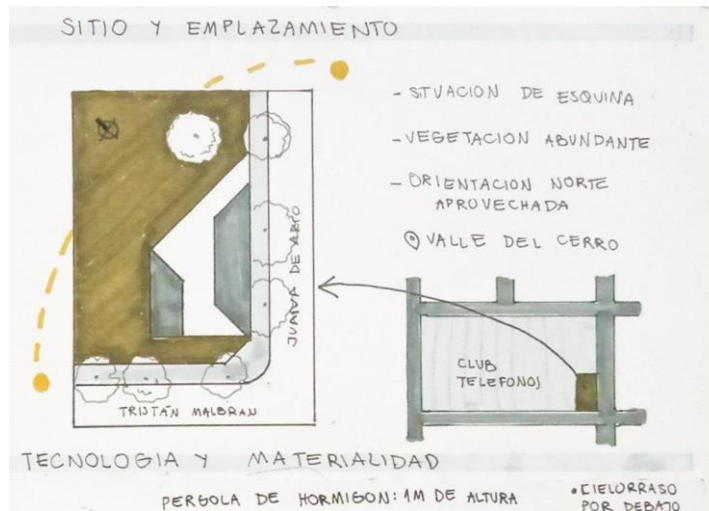 SITIO Y EMPLAZAMIENTO
- SITUACION DE ESQUINA
- VEGETACION ABUNDANTE
- ORIENTACION NORTE
APROVECHADA
VALLE DEL CERRO
JUANA DE ARCO
CLUB
TELEFONOS
TRISTÁN MALBRAN
TECNOLOGIA Y MATERIALIDAD
PERGOLA DE HORMIGON: 1M DE ALTURA
• CIELORRASO
POR DEBAJO